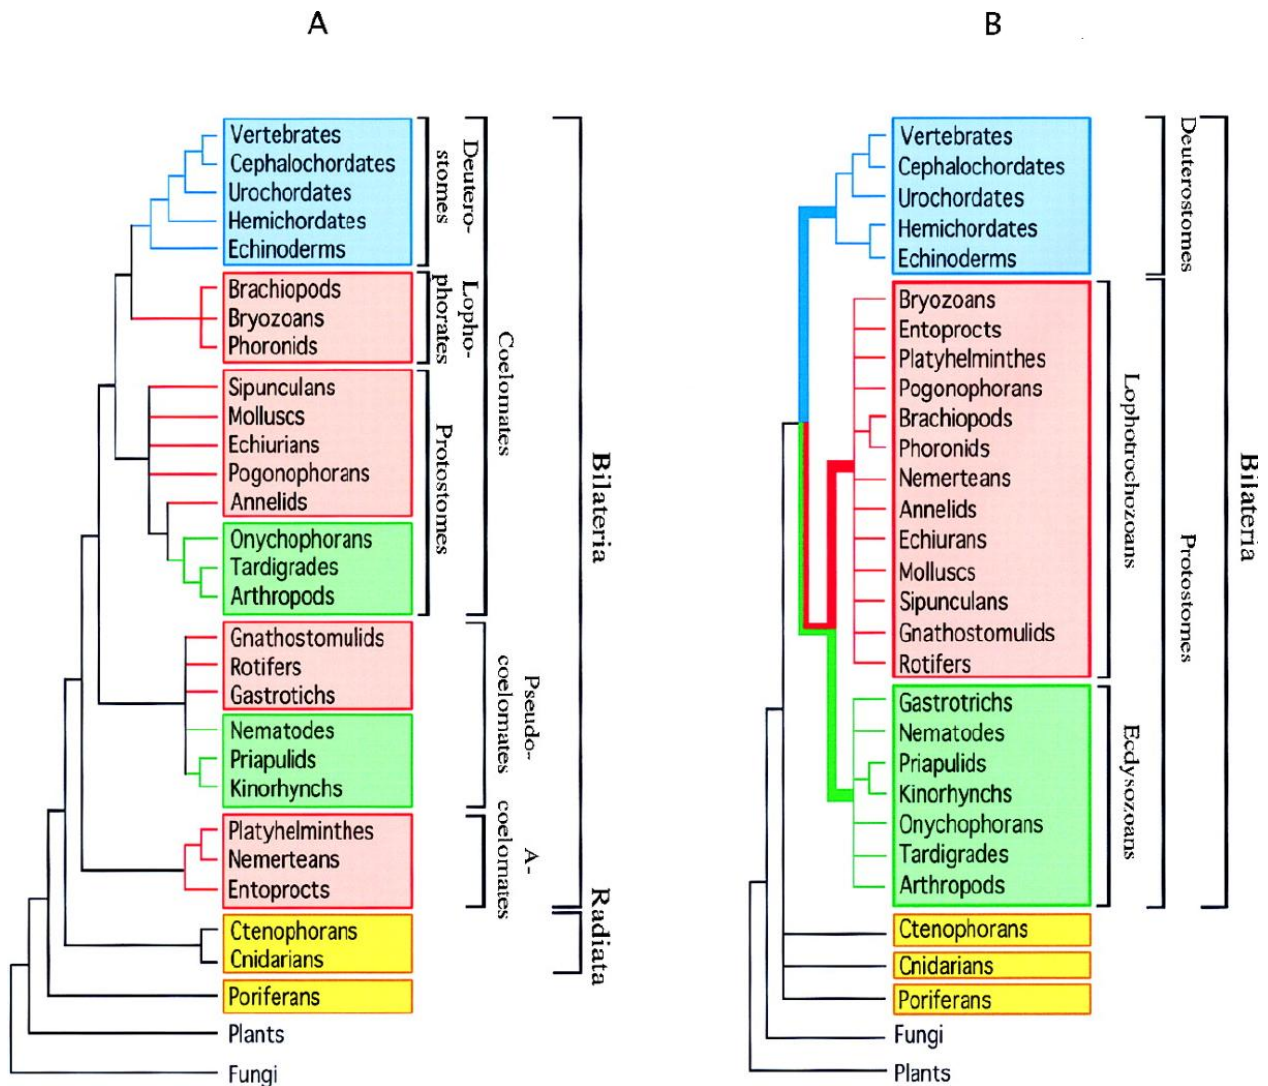 A
Vertebrates
Cephalochordates
Urochordates
Hemichordates
Echinoderms
Brachiopods
Bryozoans
Phoronids
Sipunculans
Molluscs
Echiurians
Pogonophorans
Annelids
Onychophorans
Tardigrades
Arthropods
Gnathostomulids
Rotifers
Gastrotichs
Nematodes
Priapulids
Kinorhynchs
Platyhelminthes
Nemerteans
Entoprocts
Ctenophorans
Cnidarians
Poriferans
Plants
Fungi
Deutero-
stomes
Lopho-
phorates
Protostomes
Coelomates
Pseudo-
coelomates
A-
coelomates
Bilateria
Radiata
B
Vertebrates
Cephalochordates
Urochordates
Hemichordates
Echinoderms
Bryozoans
Entoprocts
Platyhelminthes
Pogonophorans
Brachiopods
Phoronids
Nemerteans
Annelids
Echiurans
Molluscs
Sipunculans
Gnathostomulids
Rotifers
Gastrotrichs
Nematodes
Priapulids
Kinorhynchs
Onychophorans
Tardigrades
Arthropods
Ctenophorans
Cnidarians
Poriferans
Fungi
Plants
Deuterostomes
Lophotrochozoans
Ecdysozoans
Protostomes
Bilateria